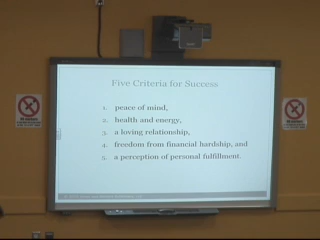 Five Criteria for Success
1. peace of mind,
2. health and energy,
3. a loving relationship,
4. freedom from financial hardship, and
5. a perception of personal fulfillment.